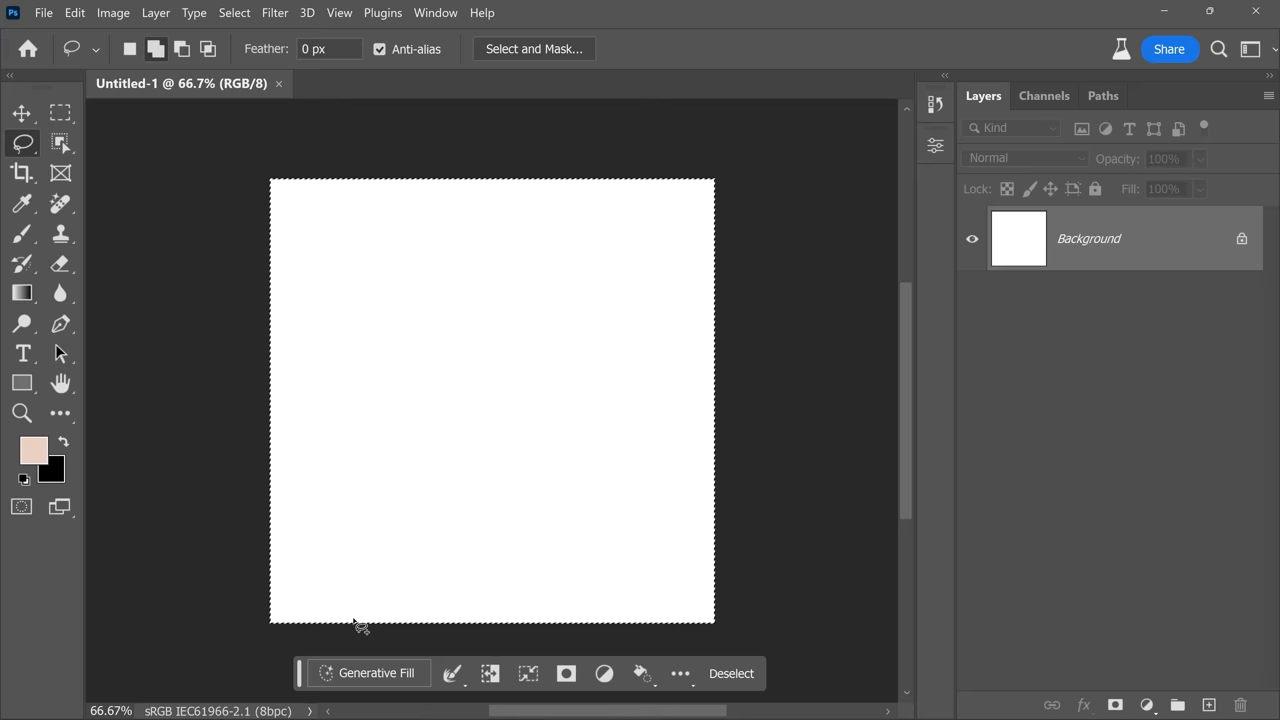 Ps File Edit Image Layer Type Select Filter 3D View Plugins Window Help
Feather: 0 px Anti-alias Select and Mask... Share
Untitled-1 @ 66.7% (RGB/8) ×
Layers Channels Paths
Kind
Normal Opacity: 100%
Lock: Fill: 100%
Background
Generative Fill Deselect
66.67% sRGB IEC61966-2.1 (8bpc)